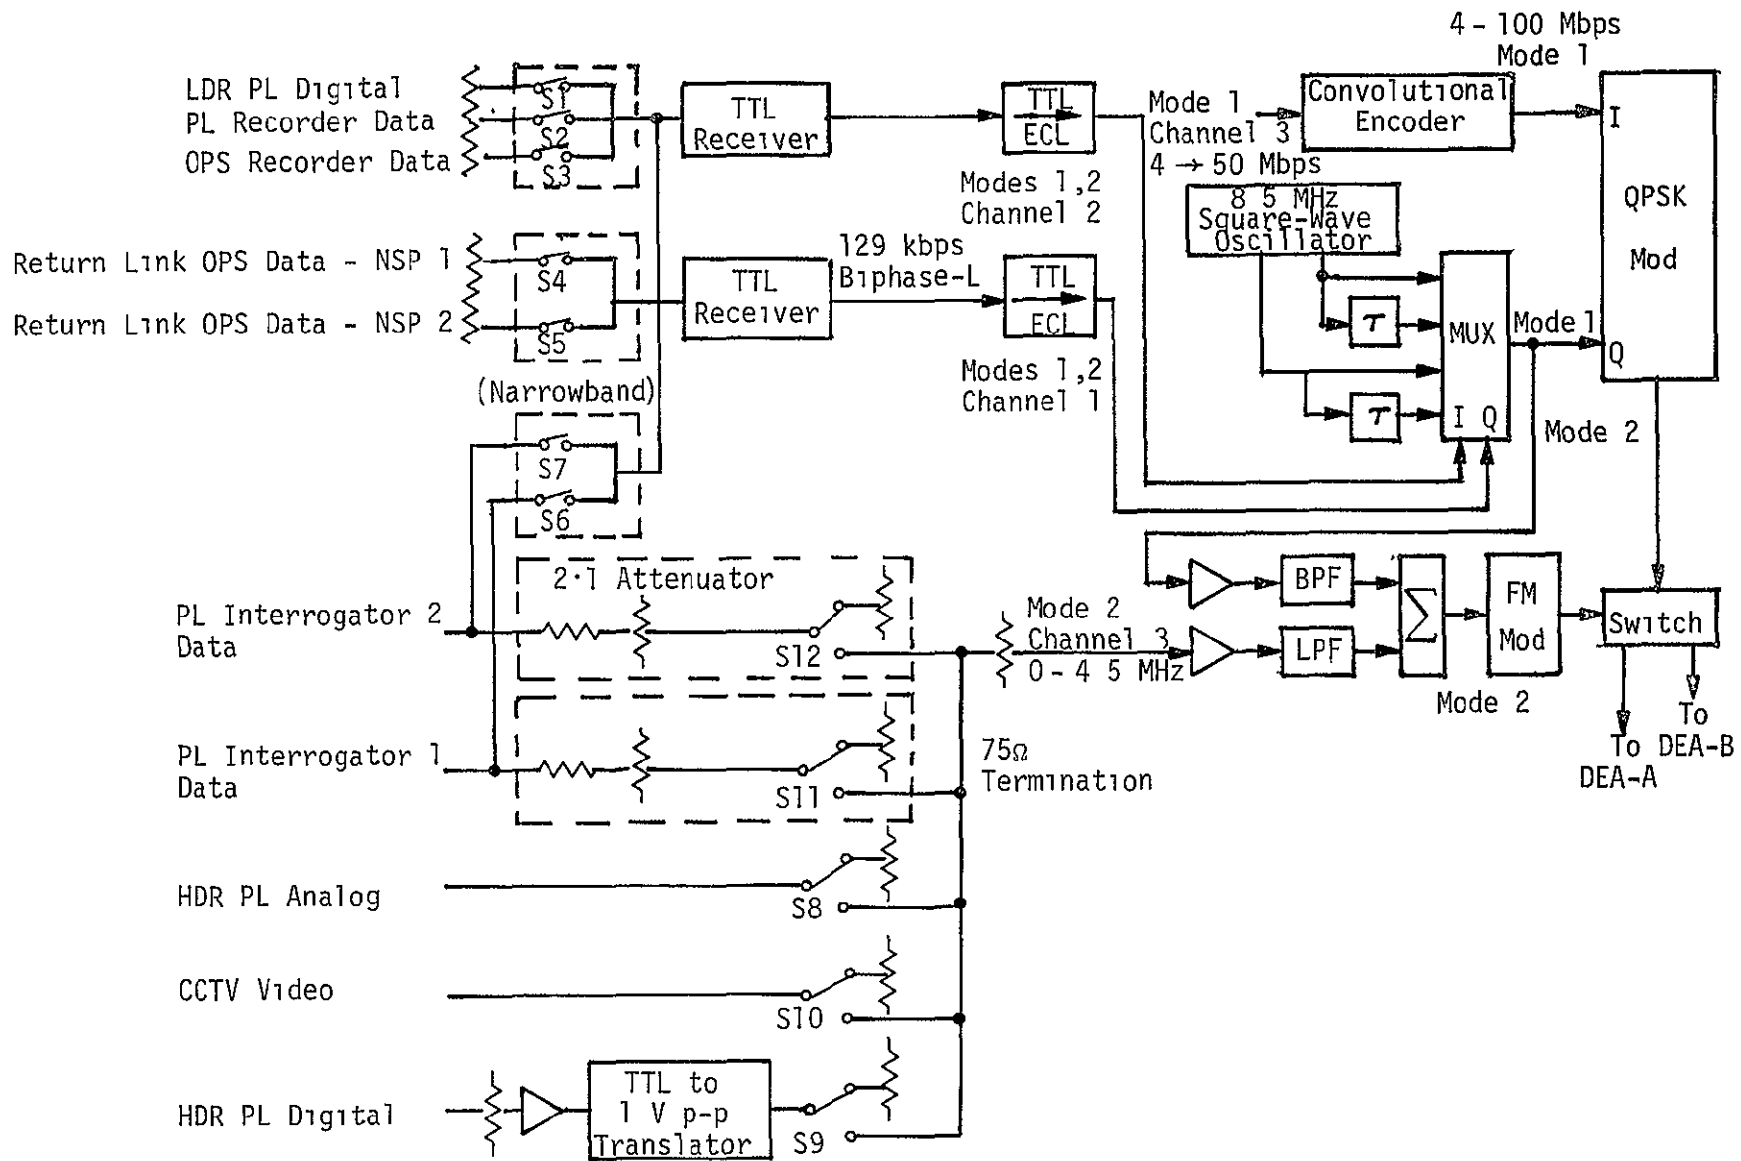 4 - 100 Mbps
Mode 1
LDR PL Digital
PL Recorder Data
OPS Recorder Data
S1
S2
S3
TTL
Receiver
TTL
ECL
Modes 1,2
Channel 2
Mode 1
Channel 3
4 → 50 Mbps
Convolutional
Encoder
I
QPSK
Mod
Q
8 5 MHz
Square-Wave
Oscillator
Return Link OPS Data - NSP 1
Return Link OPS Data - NSP 2
S4
S5
(Narrowband)
TTL
Receiver
129 kbps
Biphase-L
TTL
ECL
Modes 1,2
Channel 1
τ
τ
MUX
I Q
Mode 1
Mode 2
S7
S6
2·1 Attenuator
PL Interrogator 2
Data
S12
Mode 2
Channel 3
0 - 4 5 MHz
BPF
LPF
Σ
FM
Mod
Switch
Mode 2
To
DEA-A
To
DEA-B
PL Interrogator 1
Data
S11
75Ω
Termination
HDR PL Analog
S8
CCTV Video
S10
HDR PL Digital
TTL to
1 V p-p
Translator
S9